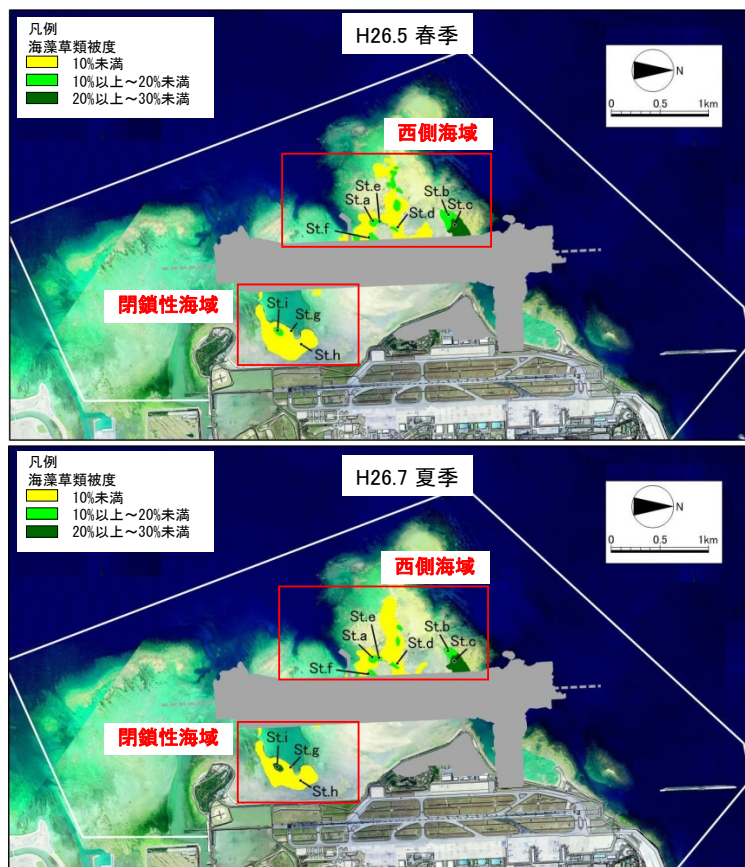 凡例
海藻草類被度
10%未満
10%以上～20%未満
20%以上～30%未満
H26.5 春季
N
0 0.5 1km
西側海域
St.e
St.a
St.b
St.c
St.d
St.f
閉鎖性海域
St.i
St.g
St.h
凡例
海藻草類被度
10%未満
10%以上～20%未満
20%以上～30%未満
H26.7 夏季
N
0 0.5 1km
西側海域
St.e
St.a
St.b
St.c
St.d
St.f
閉鎖性海域
St.i
St.g
St.h